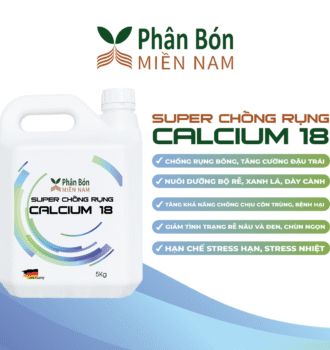 Phân Bón
MIỀN NAM
SUPER CHỐNG RỤNG
CALCIUM 18
CHỐNG RỤNG BÔNG, TĂNG CƯỜNG ĐẬU TRÁI
NUÔI DƯỠNG BỘ RỄ, XANH LÁ, DÀY CÀNH
TĂNG KHẢ NĂNG CHỐNG CHỊU CÔN TRÙNG, BỆNH HẠI
GIẢM TÌNH TRẠNG RỄ NÂU VÀ ĐEN, CHÙN NGỌN
HẠN CHẾ STRESS HẠN, STRESS NHIỆT
Phân Bón
MIỀN NAM
SUPER CHỐNG RỤNG
CALCIUM 18
5Kg